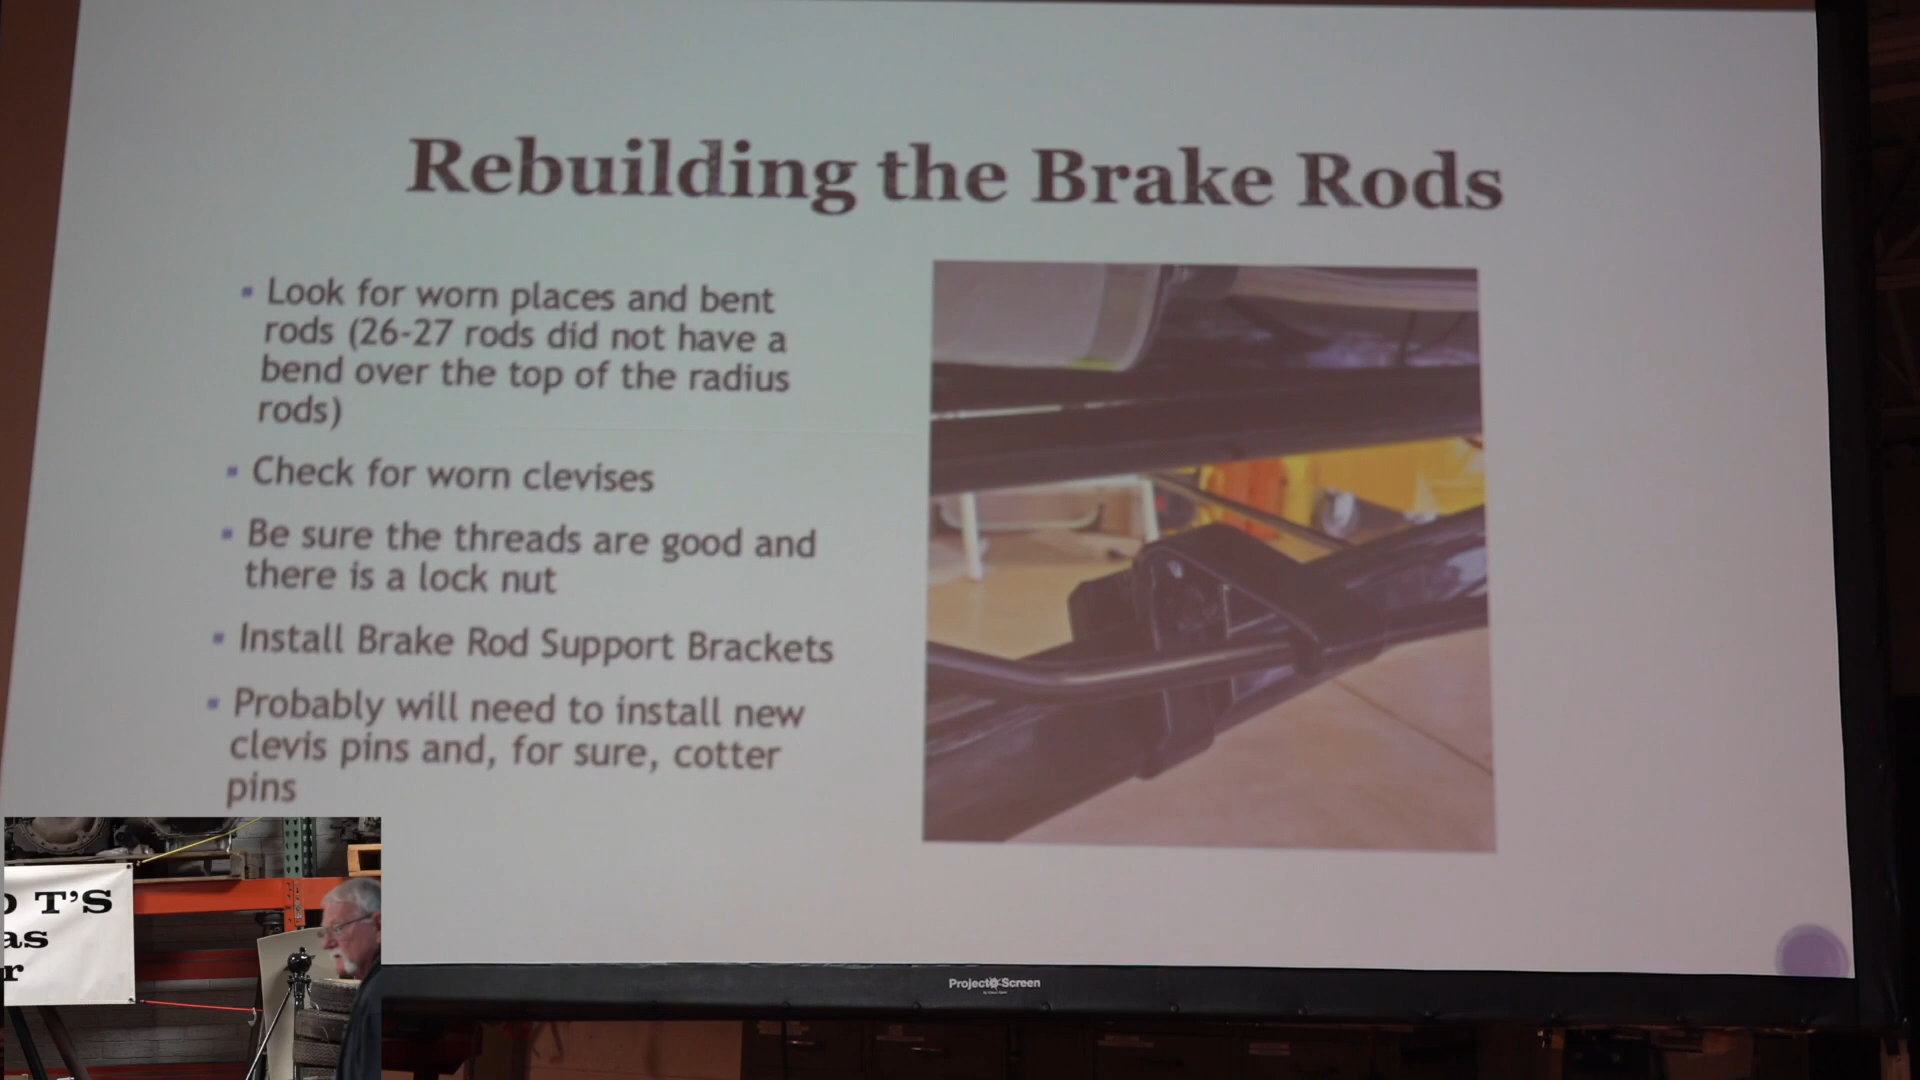 Rebuilding the Brake Rods
▪ Look for worn places and bent
rods (26-27 rods did not have a
bend over the top of the radius
rods)
▪ Check for worn clevises
▪ Be sure the threads are good and
there is a lock nut
▪ Install Brake Rod Support Brackets
▪ Probably will need to install new
clevis pins and, for sure, cotter
pins
T'S
as
r
Project Screen